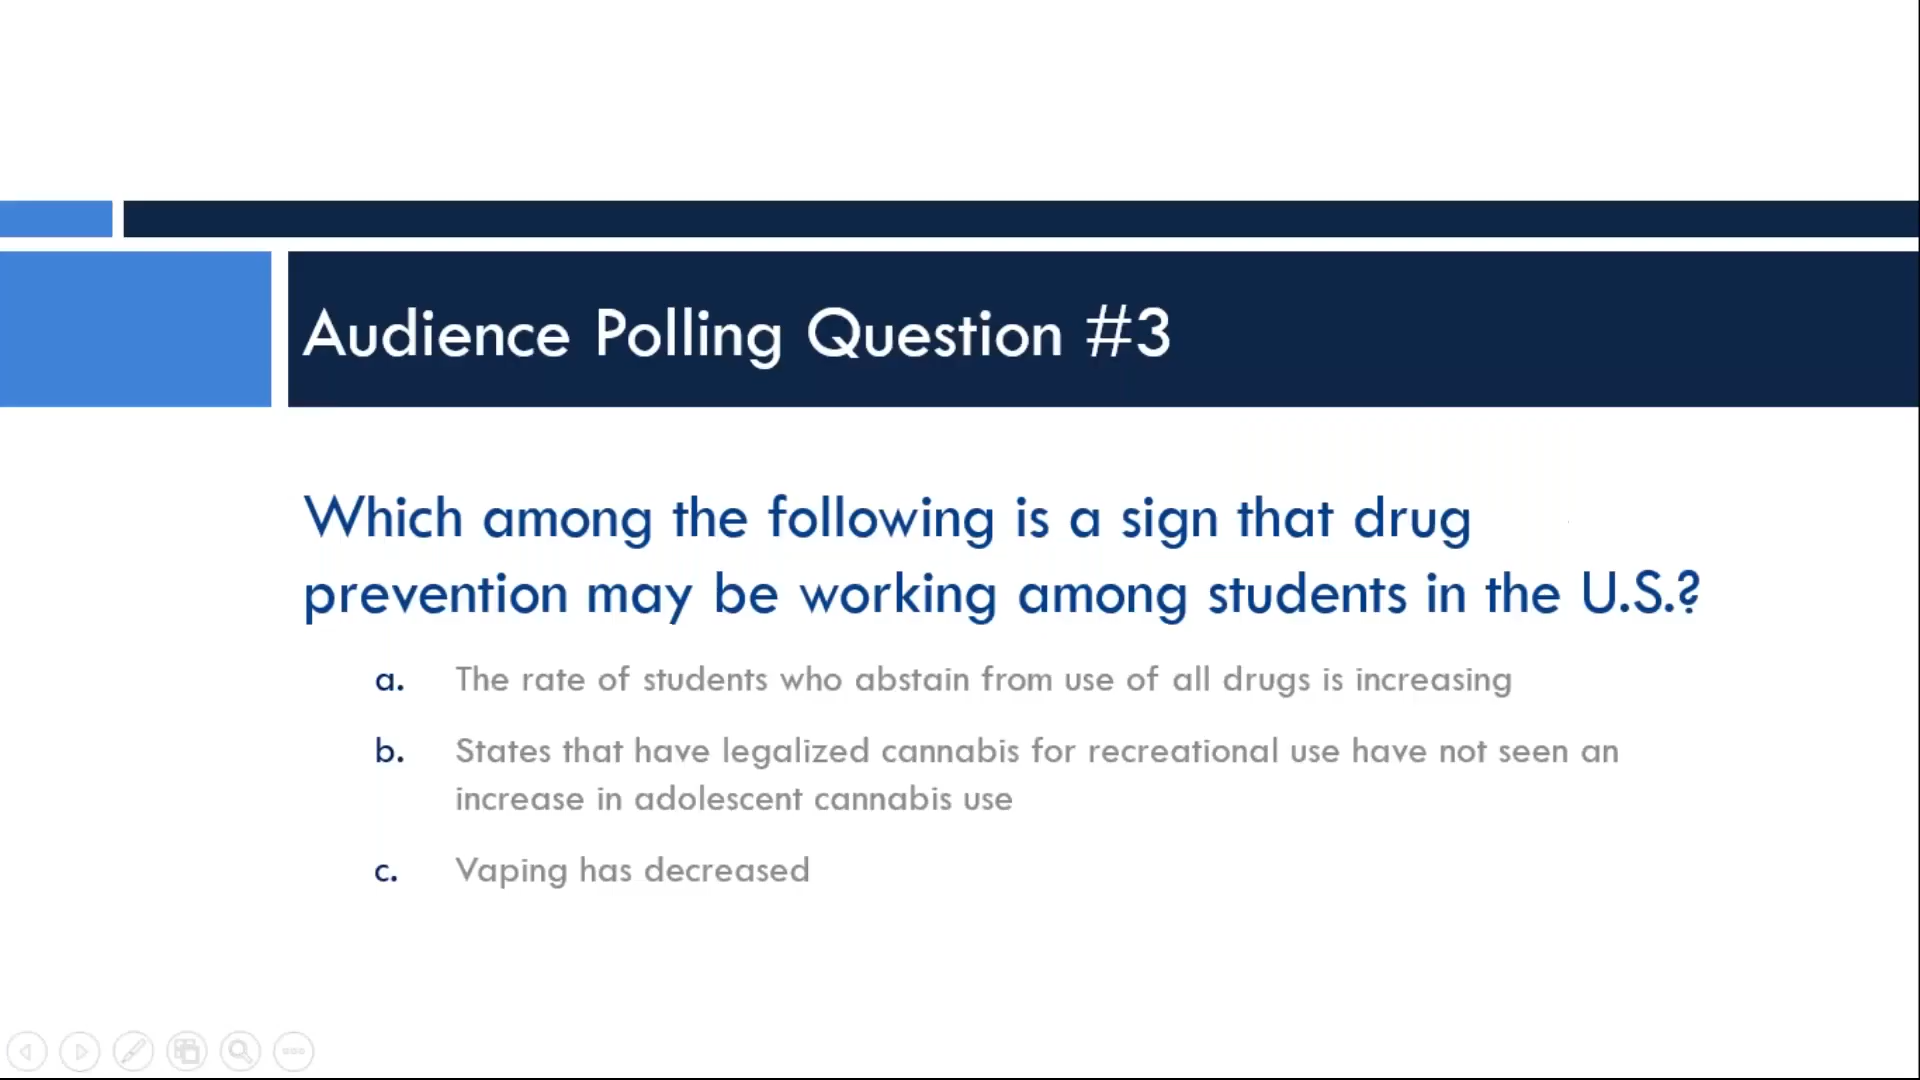 Audience Polling Question #3
Which among the following is a sign that drug
prevention may be working among students in the U.S.?
a. The rate of students who abstain from use of all drugs is increasing
b. States that have legalized cannabis for recreational use have not seen an
increase in adolescent cannabis use
c. Vaping has decreased